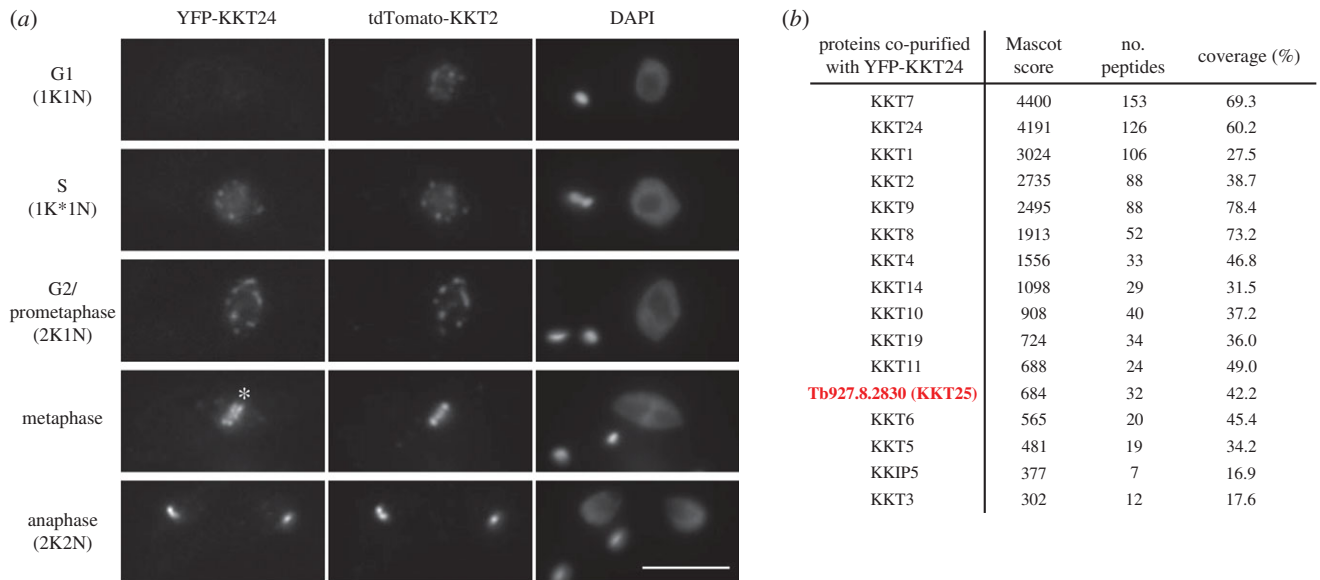 (a)
YFP-KKT24 tdTomato-KKT2 DAPI
G1
(1K1N)
S
(1K*1N)
G2/
prometaphase
(2K1N)
metaphase
*
anaphase
(2K2N)
(b)
proteins co-purified with YFP-KKT24 Mascot score no. peptides coverage (%)
KKT7 4400 153 69.3
KKT24 4191 126 60.2
KKT1 3024 106 27.5
KKT2 2735 88 38.7
KKT9 2495 88 78.4
KKT8 1913 52 73.2
KKT4 1556 33 46.8
KKT14 1098 29 31.5
KKT10 908 40 37.2
KKT19 724 34 36.0
KKT11 688 24 49.0
Tb927.8.2830 (KKT25) 684 32 42.2
KKT6 565 20 45.4
KKT5 481 19 34.2
KKIP5 377 7 16.9
KKT3 302 12 17.6